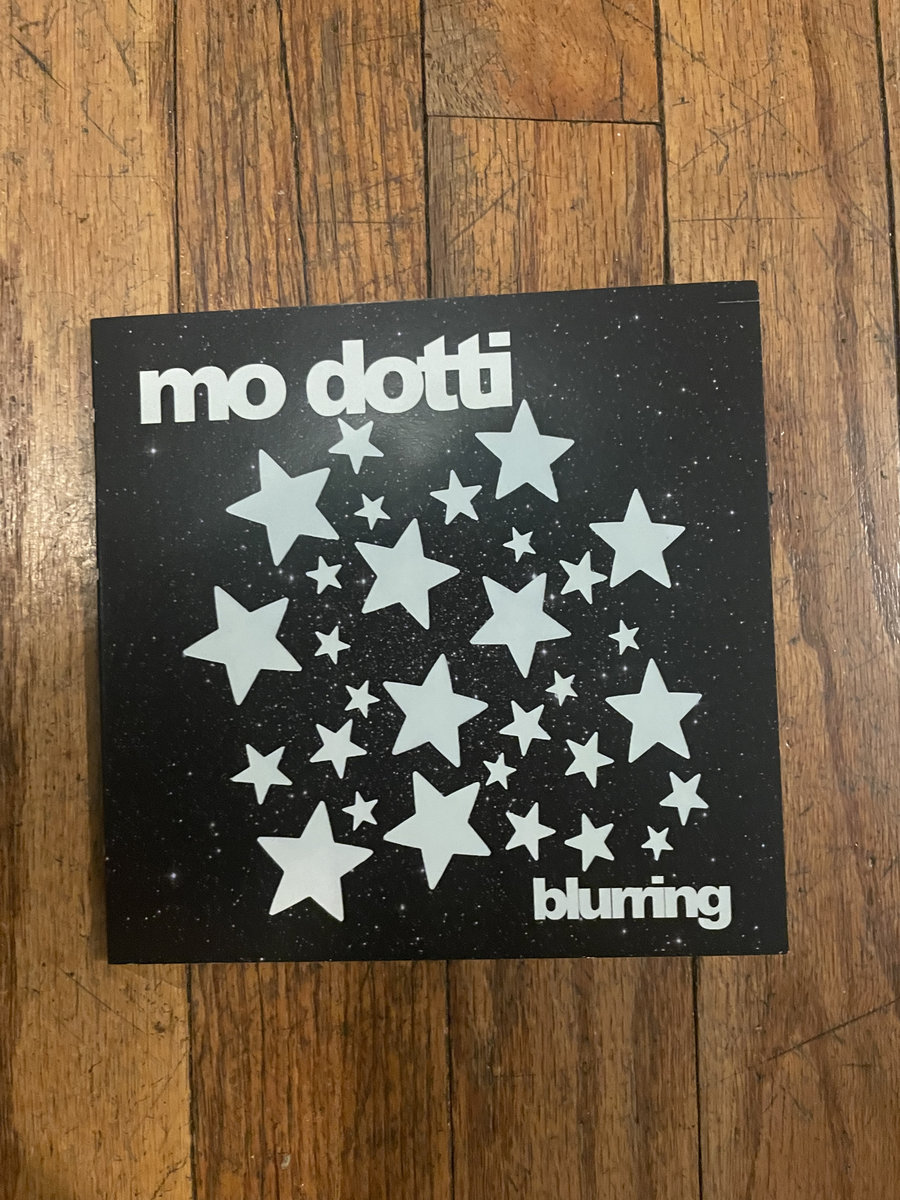 mo dotti
blurring